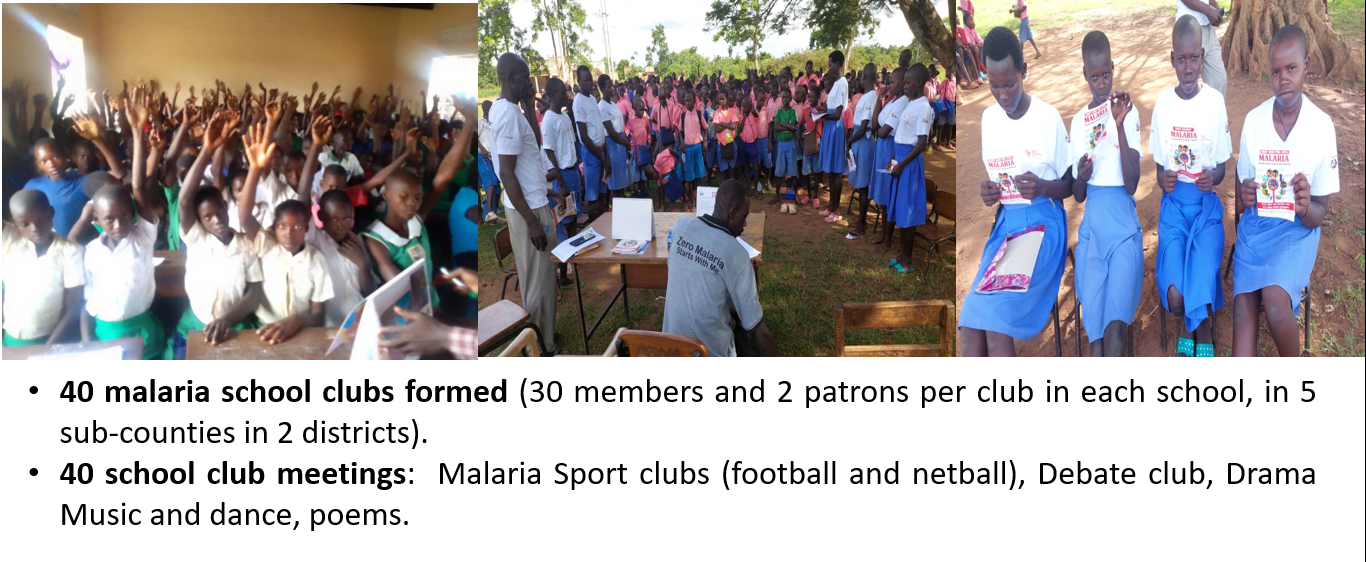 Zero Malaria
Starts With Me
MALARIA
MALARIA
MALARIA
MALARIA
• 40 malaria school clubs formed (30 members and 2 patrons per club in each school, in 5
sub-counties in 2 districts).
• 40 school club meetings:  Malaria Sport clubs (football and netball), Debate club, Drama
Music and dance, poems.